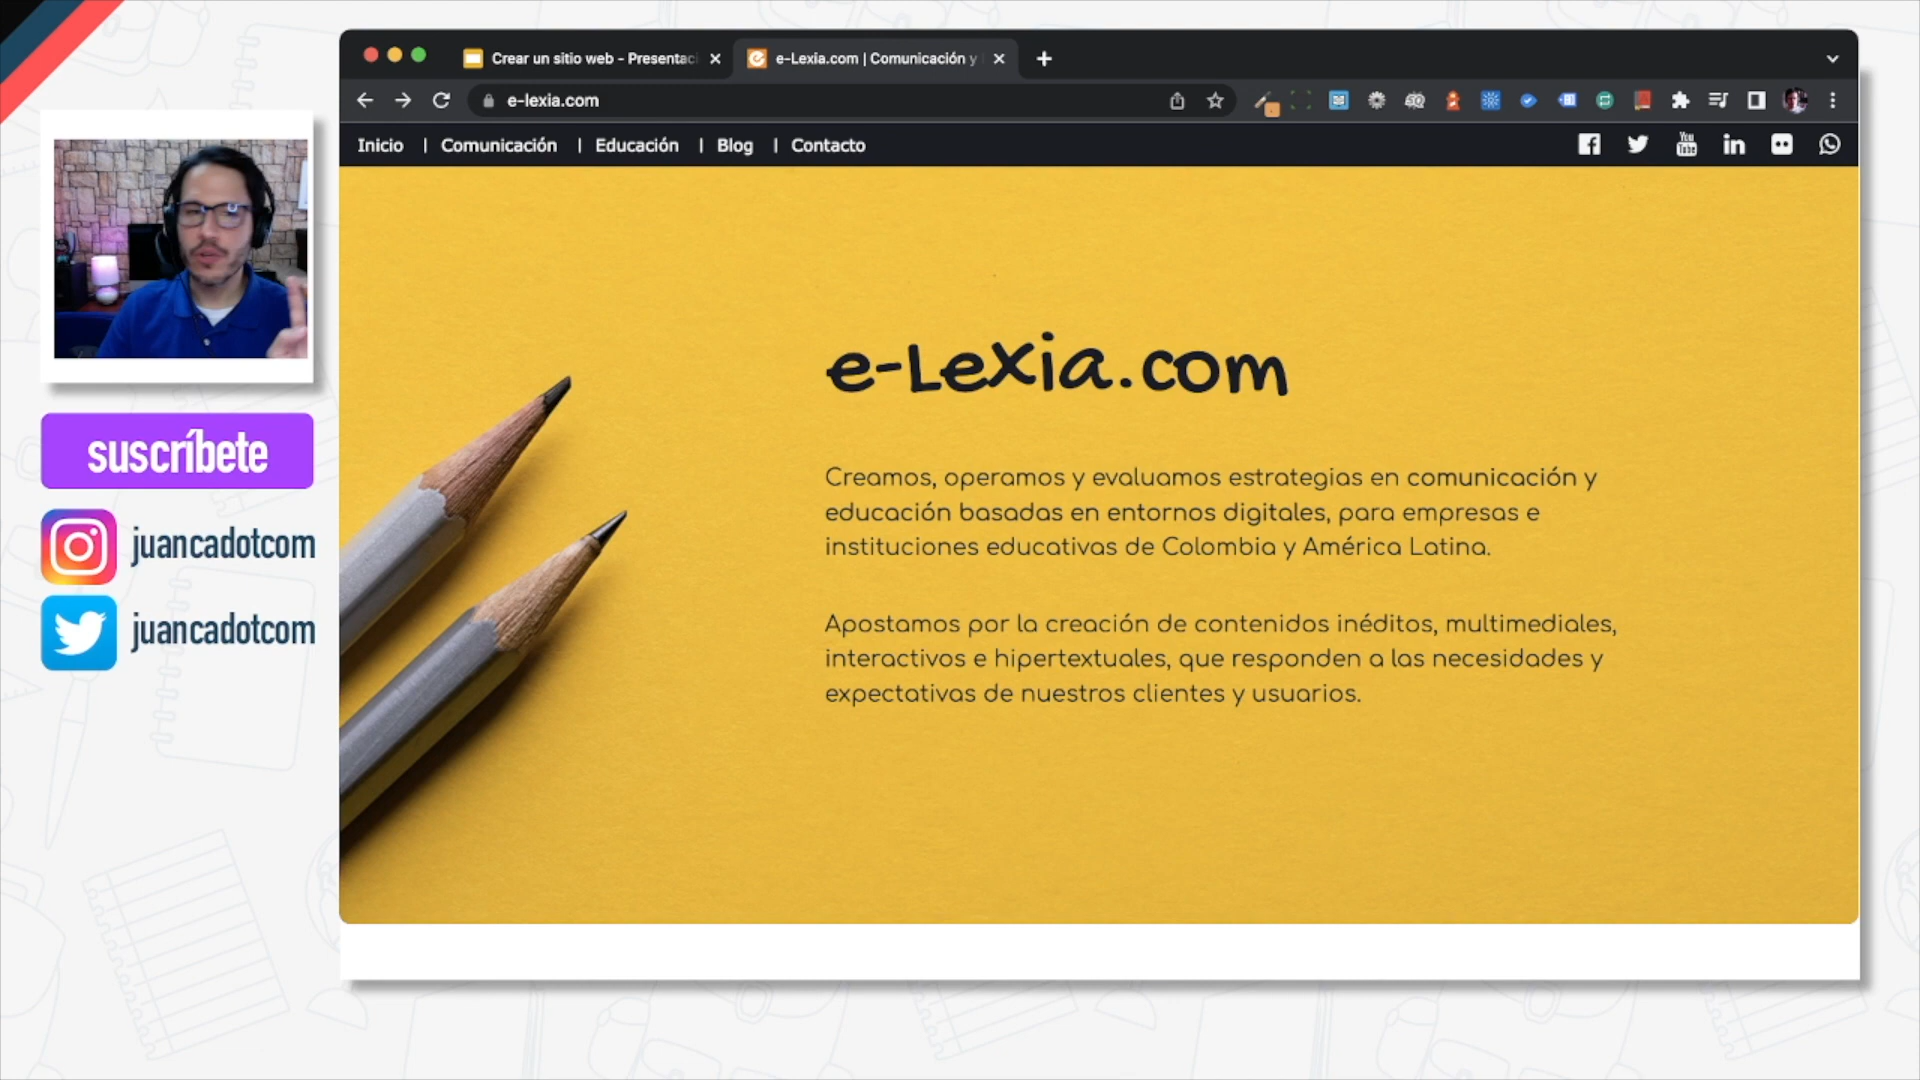 Crear un sitio web - Presentaci
e-Lexia.com | Comunicación y
e-lexia.com
Inicio | Comunicación | Educación | Blog | Contacto
You
Tube
e-LeXia.com
Creamos, operamos y evaluamos estrategias en comunicación y
educación basadas en entornos digitales, para empresas e
instituciones educativas de Colombia y América Latina.
Apostamos por la creación de contenidos inéditos, multimediales,
interactivos e hipertextuales, que responden a las necesidades y
expectativas de nuestros clientes y usuarios.
suscríbete
juancadotcom
juancadotcom